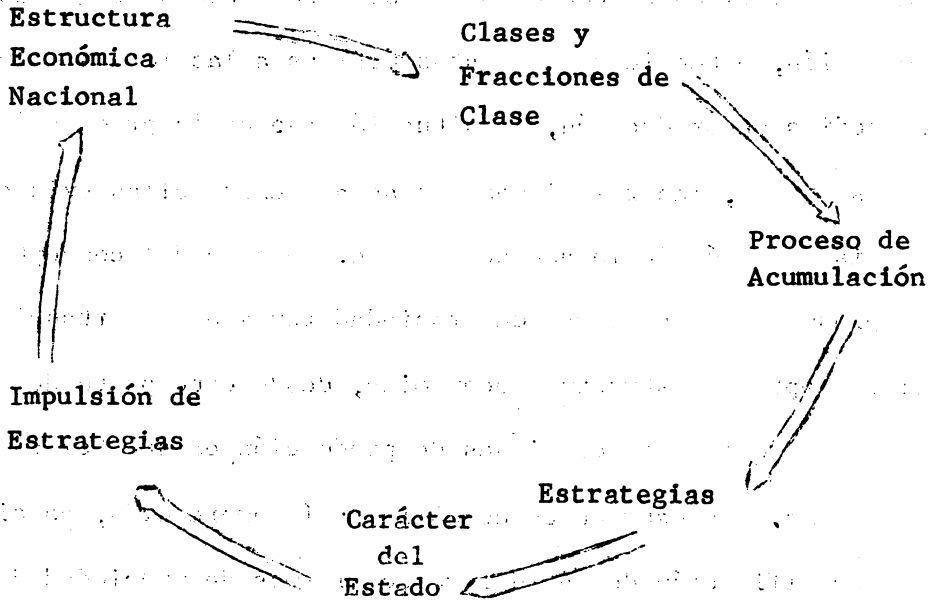 Estructura
Económica
Nacional
Clases y
Fracciones de
Clase
Proceso de
Acumulación
Estrategias
Carácter
del
Estado
Impulsión de
Estrategias